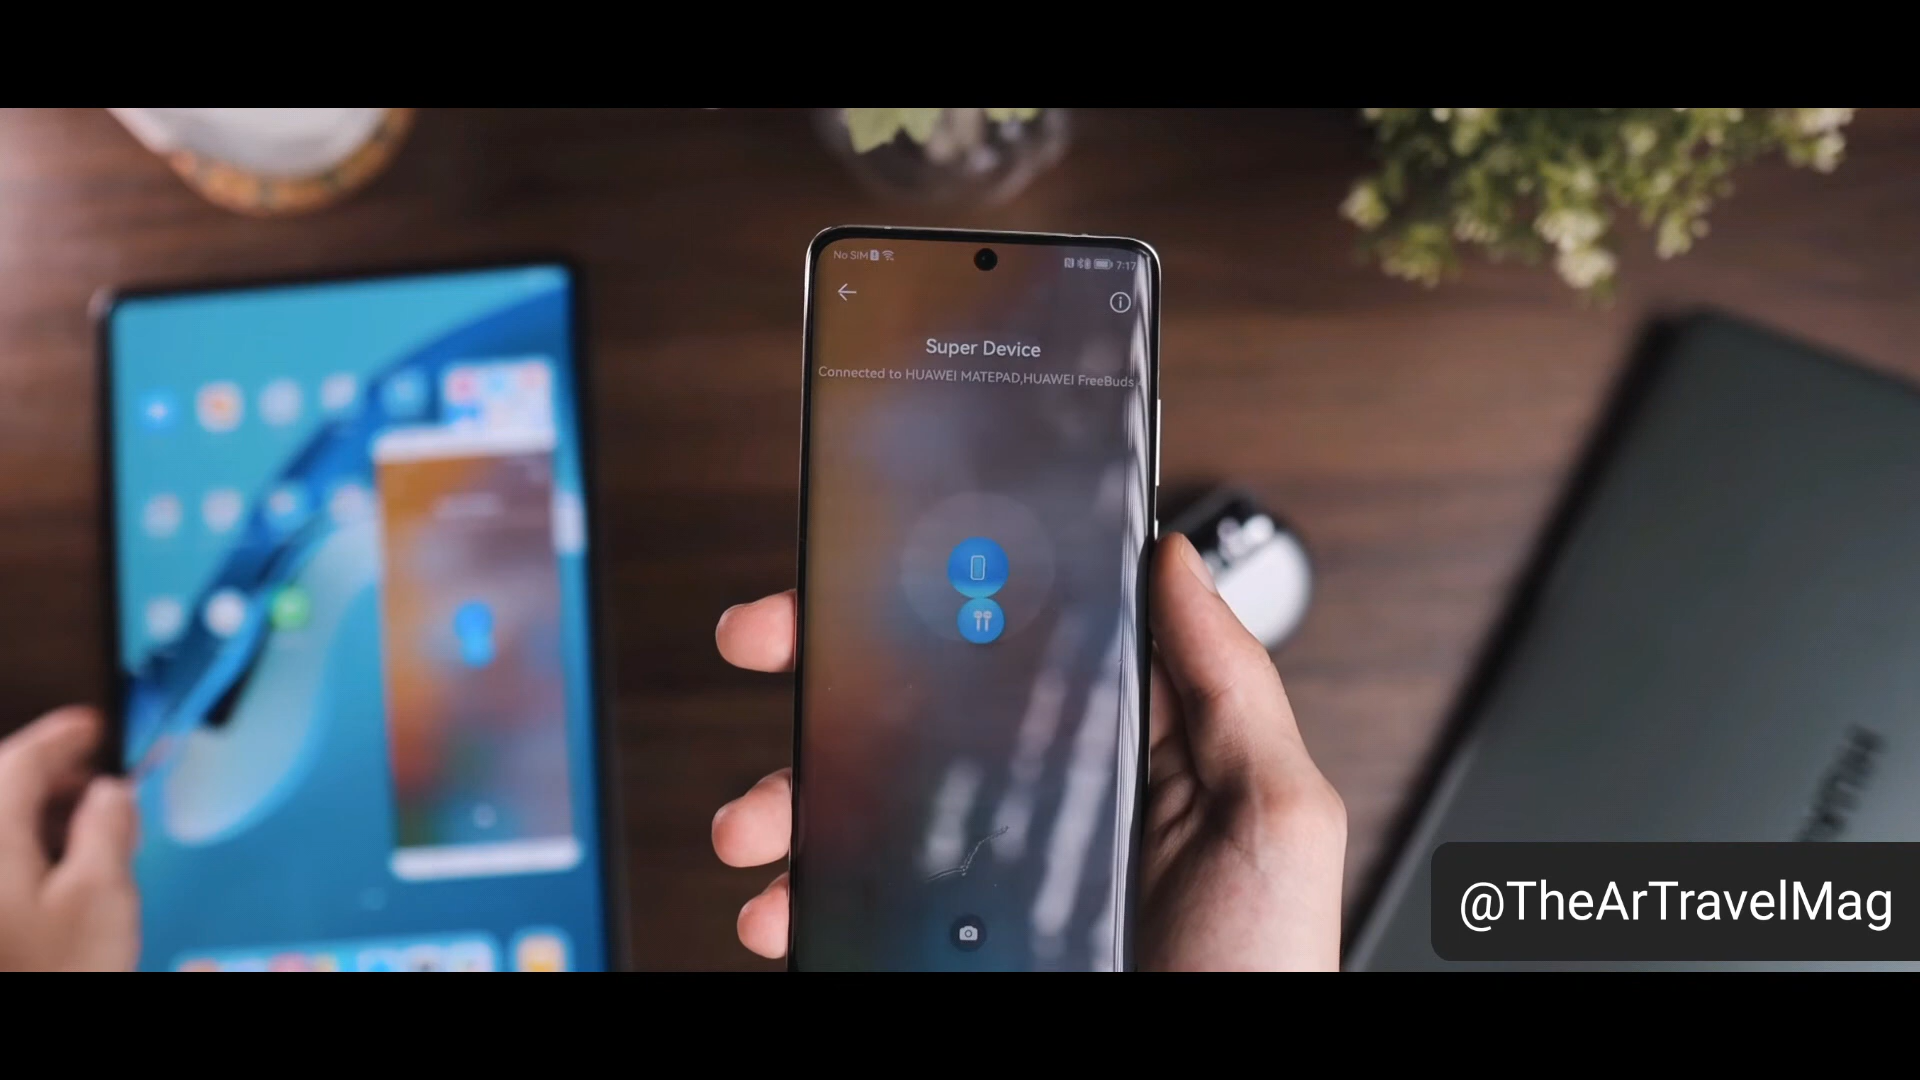 No SIM
7:17
Super Device
Connected to HUAWEI MATEPAD,HUAWEI FreeBuds
@TheArTravelMag